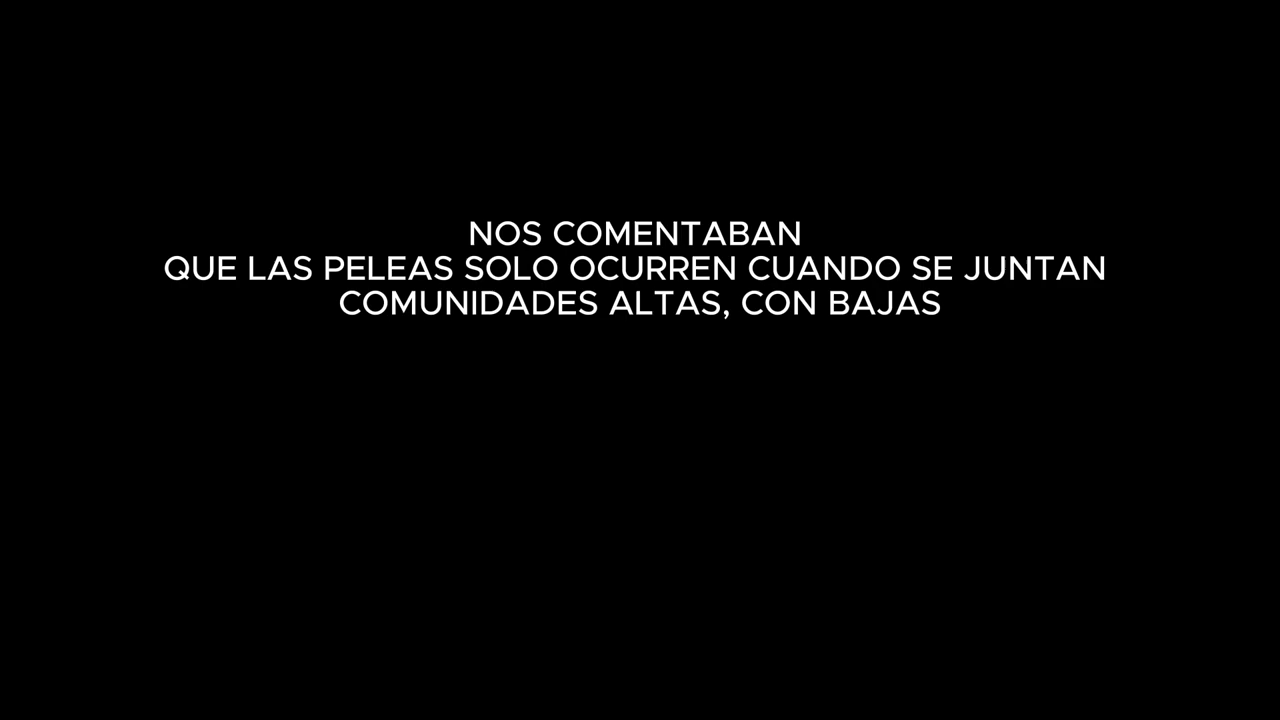 NOS COMENTABAN
QUE LAS PELEAS SOLO OCURREN CUANDO SE JUNTAN
COMUNIDADES ALTAS, CON BAJAS